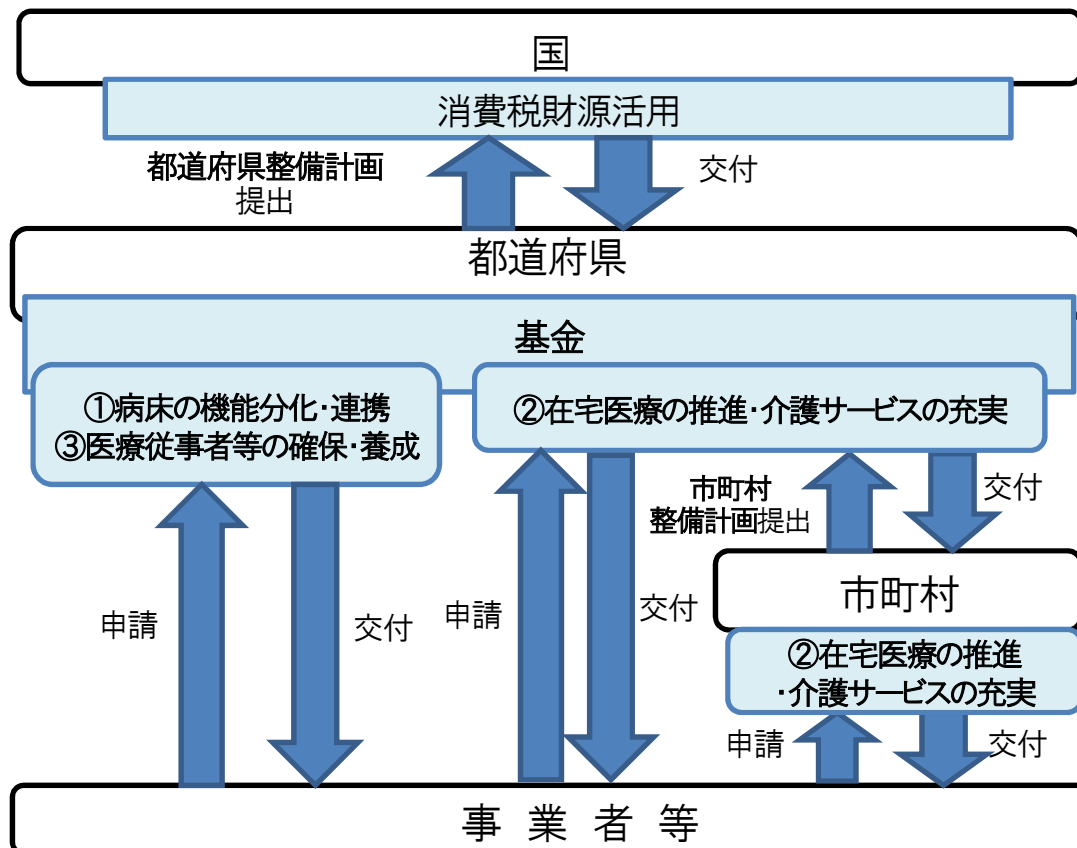 国
消費税財源活用
都道府県整備計画
提出
交付
都道府県
基金
①病床の機能分化・連携
③医療従事者等の確保・養成
②在宅医療の推進・介護サービスの充実
市町村
整備計画提出
交付
申請
交付
申請
交付
市町村
②在宅医療の推進
・介護サービスの充実
申請
交付
事業者等